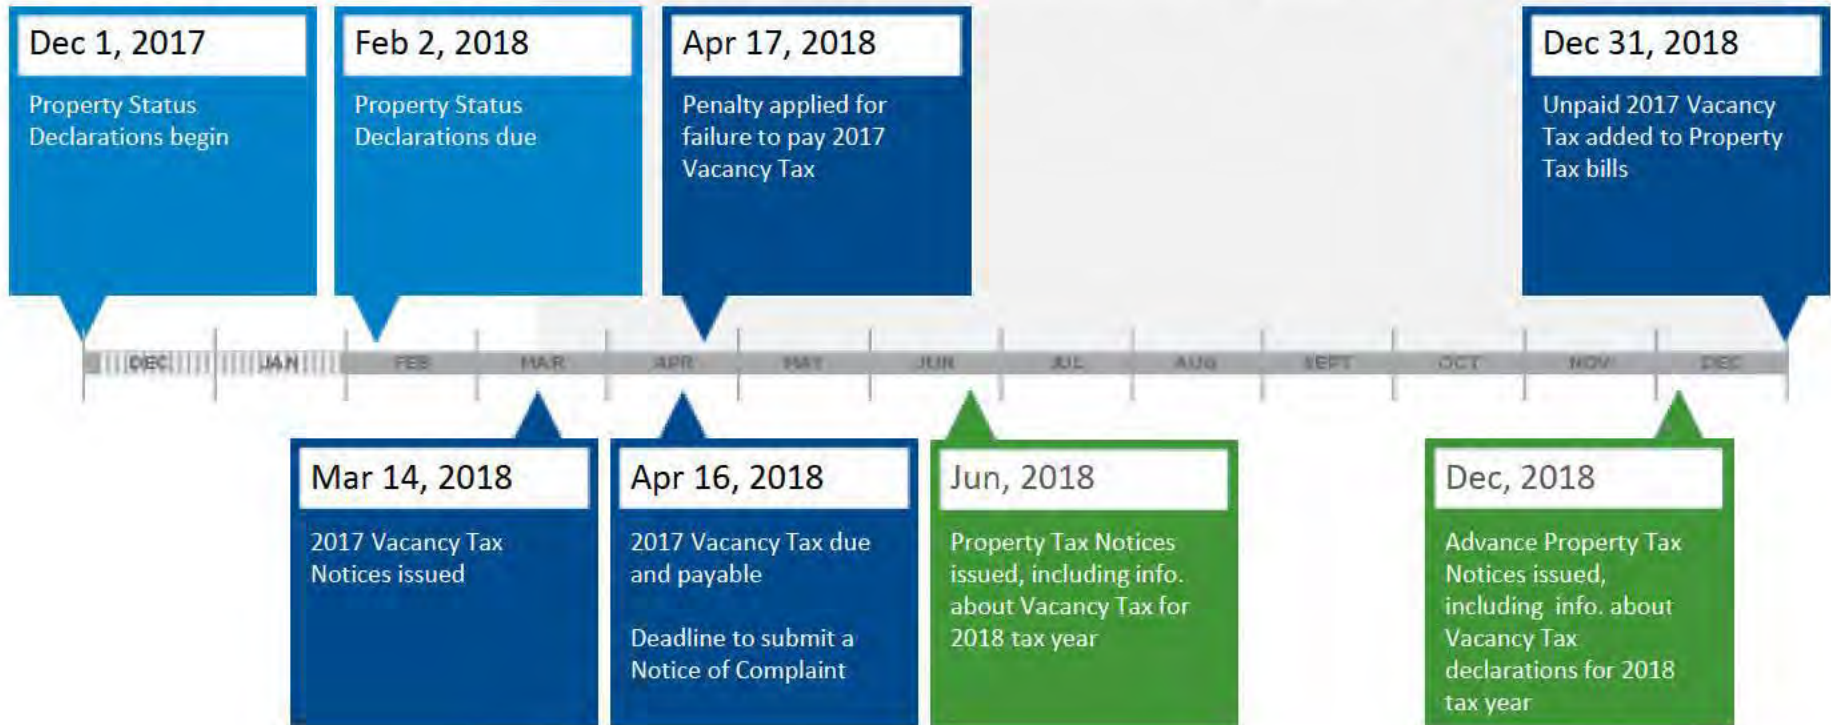 Dec 1, 2017
Property Status
Declarations begin
Feb 2, 2018
Property Status
Declarations due
Apr 17, 2018
Penalty applied for
failure to pay 2017
Vacancy Tax
Dec 31, 2018
Unpaid 2017 Vacancy
Tax added to Property
Tax bills
DEC JAN FEB MAR APR MAY JUN JUL AUG SEPT OCT NOV DEC
Mar 14, 2018
2017 Vacancy Tax
Notices issued
Apr 16, 2018
2017 Vacancy Tax due
and payable
Deadline to submit a
Notice of Complaint
Jun, 2018
Property Tax Notices
issued, including info.
about Vacancy Tax for
2018 tax year
Dec, 2018
Advance Property Tax
Notices issued,
including info. about
Vacancy Tax
declarations for 2018
tax year